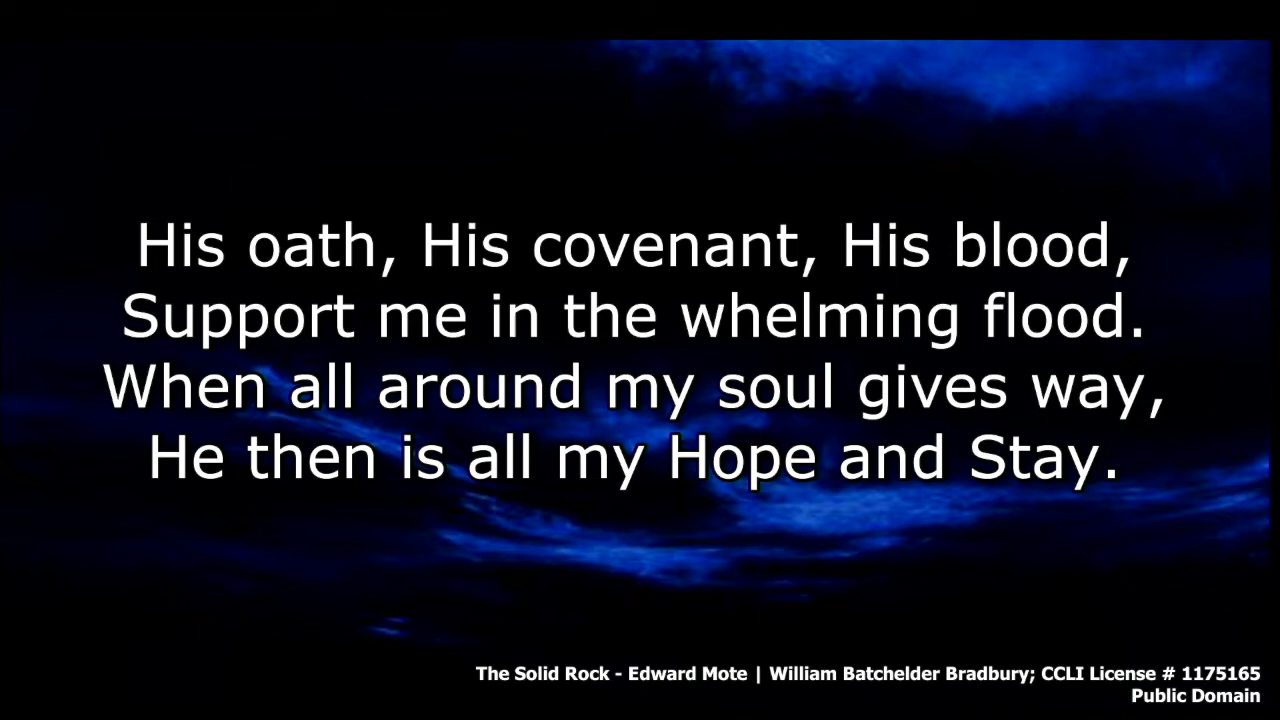 His oath, His covenant, His blood,
Support me in the whelming flood.
When all around my soul gives way,
He then is all my Hope and Stay.
The Solid Rock - Edward Mote | William Batchelder Bradbury; CCLI License # 1175165
Public Domain